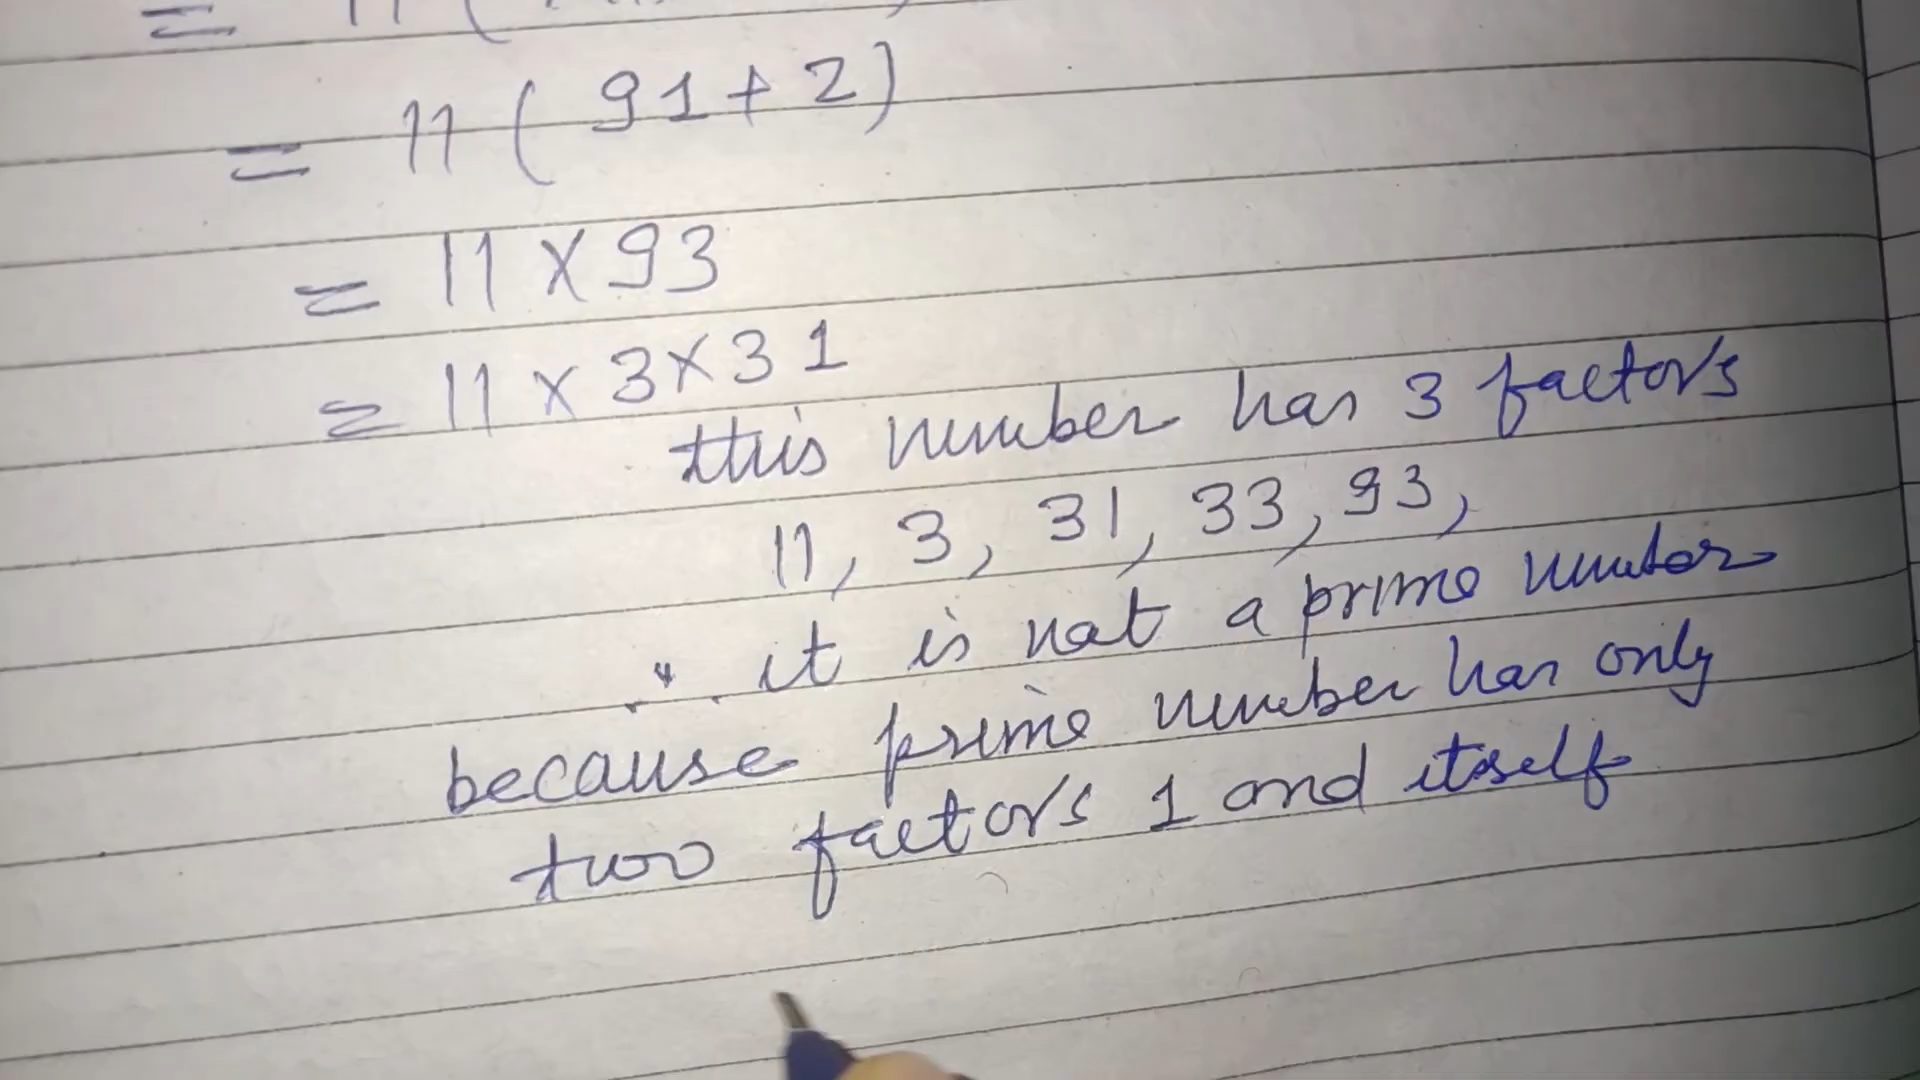 = 11 (
= 11 ( 91 + 2 )
= 11 × 93
= 11 × 3 × 31
this number has 3 factors
11, 3, 31, 33, 93,
∴ it is not a prime number
because prime number has only
two factors 1 and itself